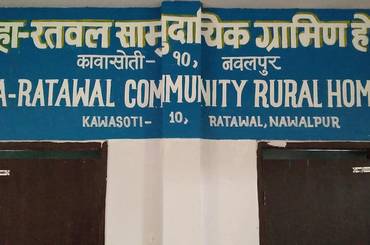 हा-रतवल सामुदायिक ग्रामिण हो
कावासोती- १०, नवलपुर
A-RATAWAL COMMUNITY RURAL HOM
KAWASOTI- 10, RATAWAL, NAWALPUR